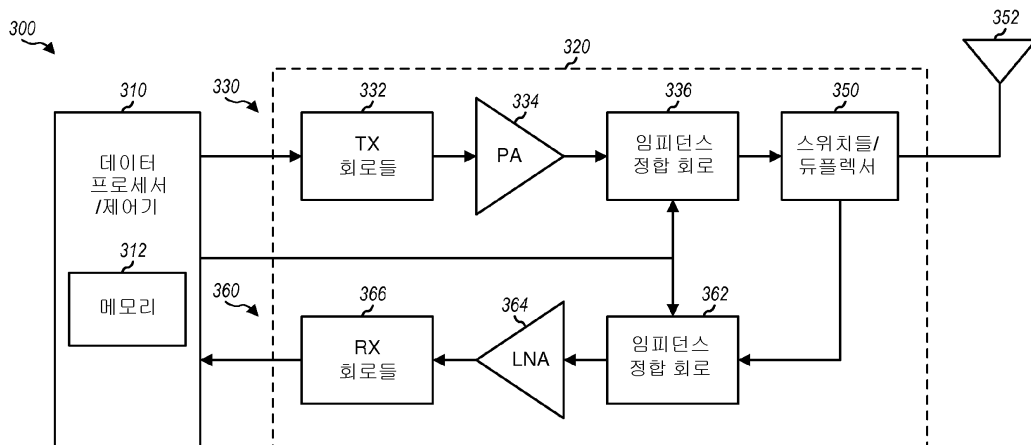 300
310
데이터
프로세서
/제어기
312
메모리
320
330
332
TX
회로들
334
PA
336
임피던스
정합 회로
350
스위치들/
듀플렉서
352
360
366
RX
회로들
364
LNA
362
임피던스
정합 회로